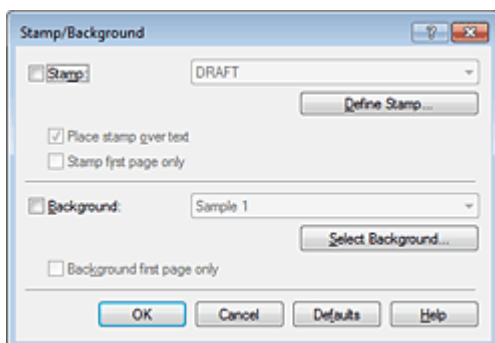 Stamp/Background
Stamp: DRAFT
Define Stamp...
Place stamp over text
Stamp first page only
Background: Sample 1
Select Background...
Background first page only
OK Cancel Defaults Help